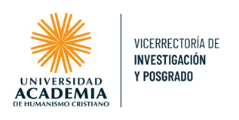 UNIVERSIDAD
ACADEMIA
DE HUMANISMO CRISTIANO
VICERRECTORÍA DE
INVESTIGACIÓN
Y POSGRADO